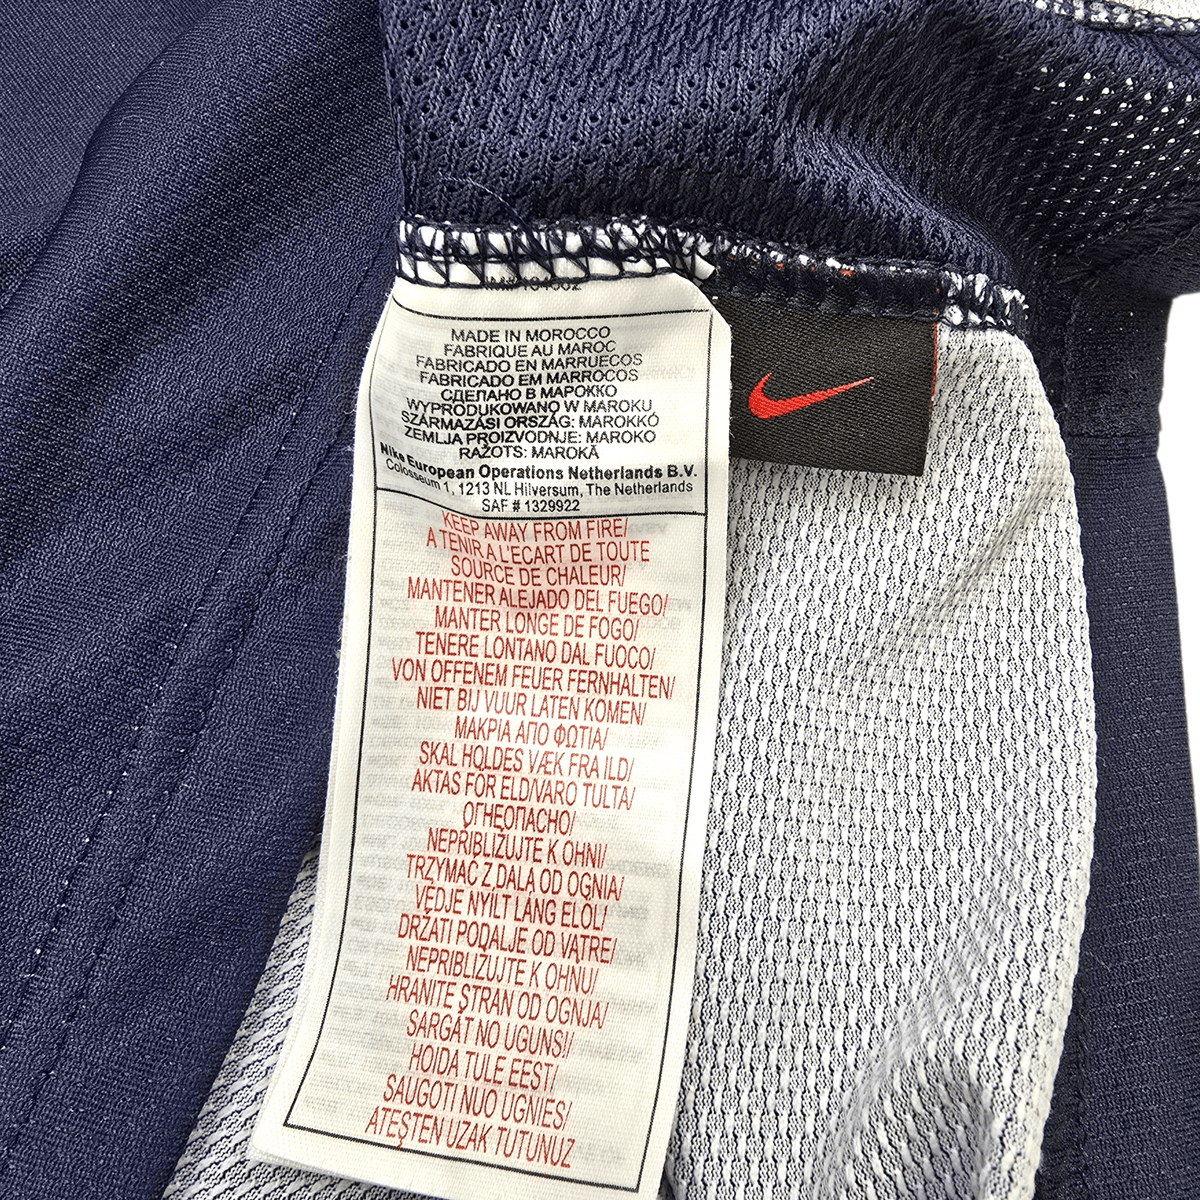 MADE IN MOROCCO
FABRIQUE AU MAROC
FABRICADO EN MARRUECOS
FABRICADO EM MARROCOS
СДЕЛАНО В МАРОККО
WYPRODUKOWANO W MAROKU
SZÁRMAZÁSI ORSZÁG: MAROKKÓ
ZEMLJA PROIZVODNJE: MAROKO
RAŽOTS: MAROKĀ
Nike European Operations Netherlands B.V.
Colosseum 1, 1213 NL Hilversum, The Netherlands
SAF # 1329922
KEEP AWAY FROM FIRE/
A TENIR A L'ECART DE TOUTE
SOURCE DE CHALEUR/
MANTENER ALEJADO DEL FUEGO/
MANTER LONGE DE FOGO/
TENERE LONTANO DAL FUOCO/
VON OFFENEM FEUER FERNHALTEN/
NIET BIJ VUUR LATEN KOMEN/
ΜΑΚΡΙΑ ΑΠΟ ΦΩΤΙΑ/
SKAL HOLDES VÆK FRA ILD/
AKTAS FÖR ELD/VARO TULTA/
ОГНЕОПАСНО/
NEPŘIBLIŽUJTE K OHNI/
TRZYMAĆ Z DALA OD OGNIA/
VÉDJE NYÍLT LÁNG ELŐL/
DRŽATI PODALJE OD VATRE/
NEPRIBLIŽUJTE K OHNU/
HRANITE STRAN OD OGNJA/
SARGĀT NO UGUNS!/
HOIDA TULE EEST/
SAUGOTI NUO UGNIES/
ATEŞTEN UZAK TUTUNUZ